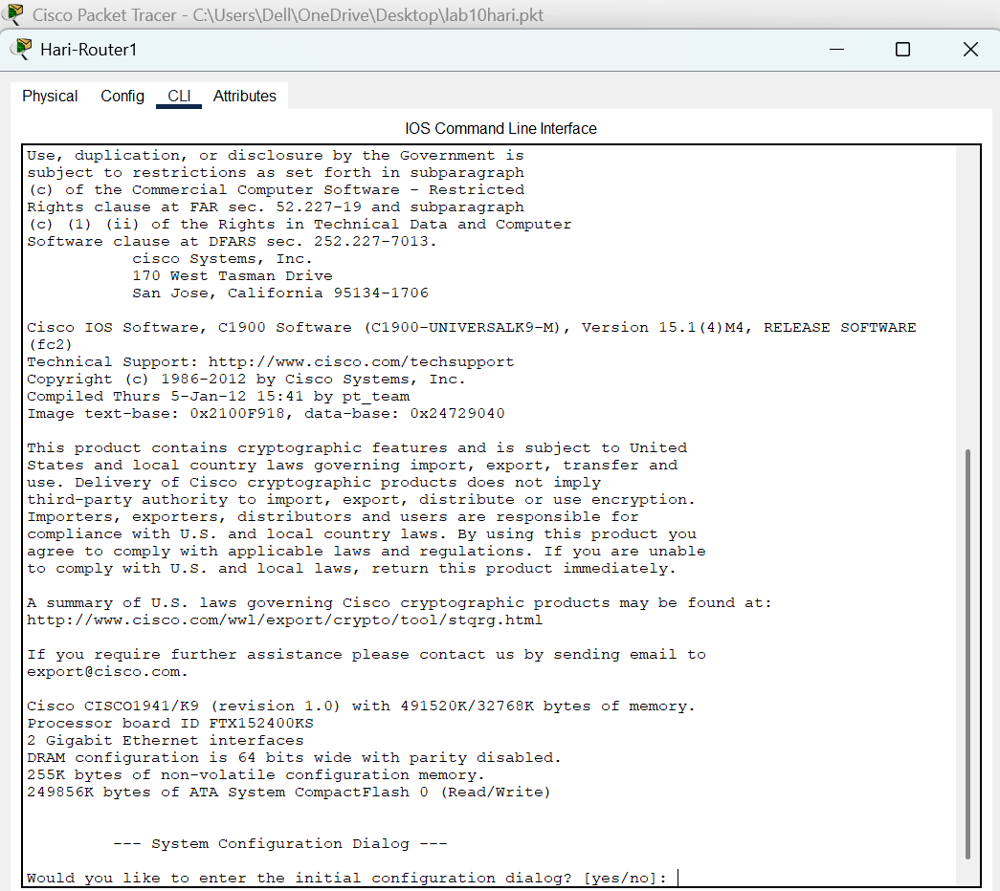 Cisco Packet Tracer - C:\Users\Dell\OneDrive\Desktop\lab10hari.pkt
Hari-Router1
Physical Config CLI Attributes
IOS Command Line Interface
Use, duplication, or disclosure by the Government is
subject to restrictions as set forth in subparagraph
(c) of the Commercial Computer Software - Restricted
Rights clause at FAR sec. 52.227-19 and subparagraph
(c) (1) (ii) of the Rights in Technical Data and Computer
Software clause at DFARS sec. 252.227-7013.
cisco Systems, Inc.
170 West Tasman Drive
San Jose, California 95134-1706
Cisco IOS Software, C1900 Software (C1900-UNIVERSALK9-M), Version 15.1(4)M4, RELEASE SOFTWARE
(fc2)
Technical Support: http://www.cisco.com/techsupport
Copyright (c) 1986-2012 by Cisco Systems, Inc.
Compiled Thurs 5-Jan-12 15:41 by pt_team
Image text-base: 0x2100F918, data-base: 0x24729040
This product contains cryptographic features and is subject to United
States and local country laws governing import, export, transfer and
use. Delivery of Cisco cryptographic products does not imply
third-party authority to import, export, distribute or use encryption.
Importers, exporters, distributors and users are responsible for
compliance with U.S. and local country laws. By using this product you
agree to comply with applicable laws and regulations. If you are unable
to comply with U.S. and local laws, return this product immediately.
A summary of U.S. laws governing Cisco cryptographic products may be found at:
http://www.cisco.com/wwl/export/crypto/tool/stqrg.html
If you require further assistance please contact us by sending email to
export@cisco.com.
Cisco CISCO1941/K9 (revision 1.0) with 491520K/32768K bytes of memory.
Processor board ID FTX152400KS
2 Gigabit Ethernet interfaces
DRAM configuration is 64 bits wide with parity disabled.
255K bytes of non-volatile configuration memory.
249856K bytes of ATA System CompactFlash 0 (Read/Write)
--- System Configuration Dialog ---
Would you like to enter the initial configuration dialog? [yes/no]: